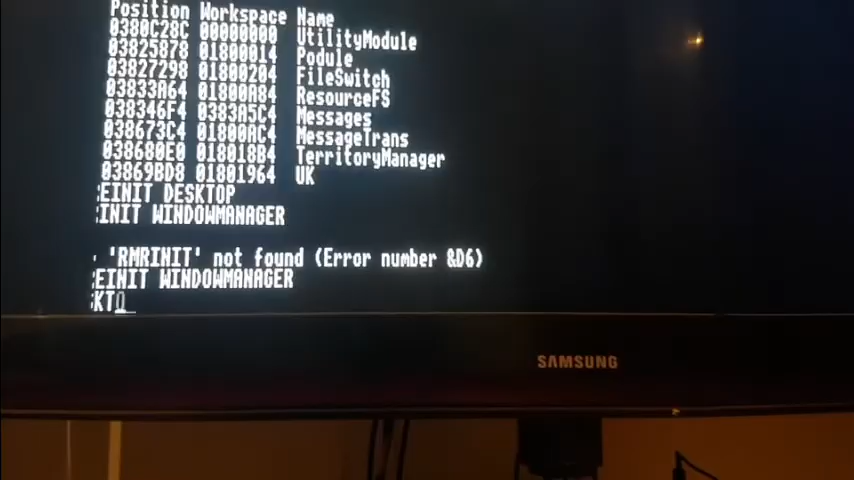 Position Workspace Name
0380C28C 00000000 UtilityModule
03825878 01800014 Podule
03827298 01800204 FileSwitch
03833A64 01800A84 ResourceFS
038346F4 0383A5C4 Messages
038673C4 01800AC4 MessageTrans
038680E0 018018B4 TerritoryManager
03869BD8 01801964 UK
EINIT DESKTOP
INIT WINDOWMANAGER
'RMRINIT' not found (Error number &D6)
EINIT WINDOWMANAGER
KT
SAMSUNG